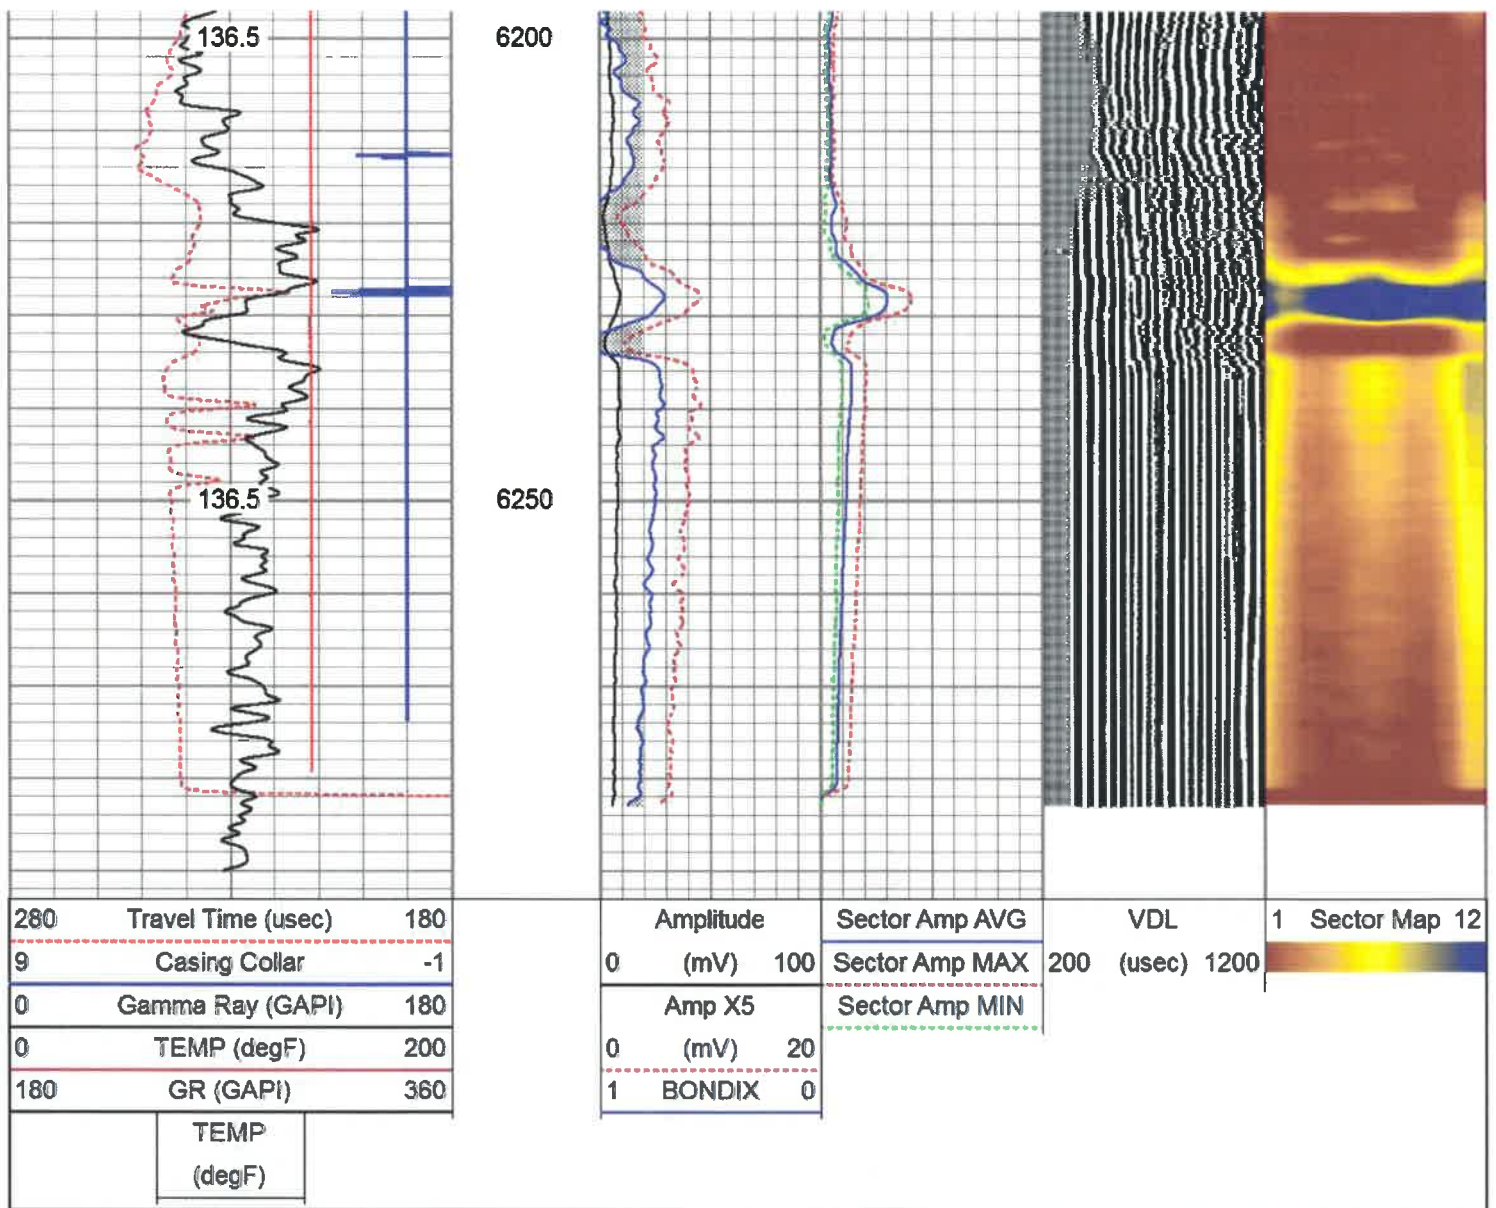 136.5
6200
136.5
6250
280 Travel Time (usec) 180
9 Casing Collar -1
0 Gamma Ray (GAPI) 180
0 TEMP (degF) 200
180 GR (GAPI) 360
TEMP
(degF)
Amplitude
0 (mV) 100
Amp X5
0 (mV) 20
1 BONDIX 0
Sector Amp AVG
Sector Amp MAX
Sector Amp MIN
VDL
200 (usec) 1200
1 Sector Map 12